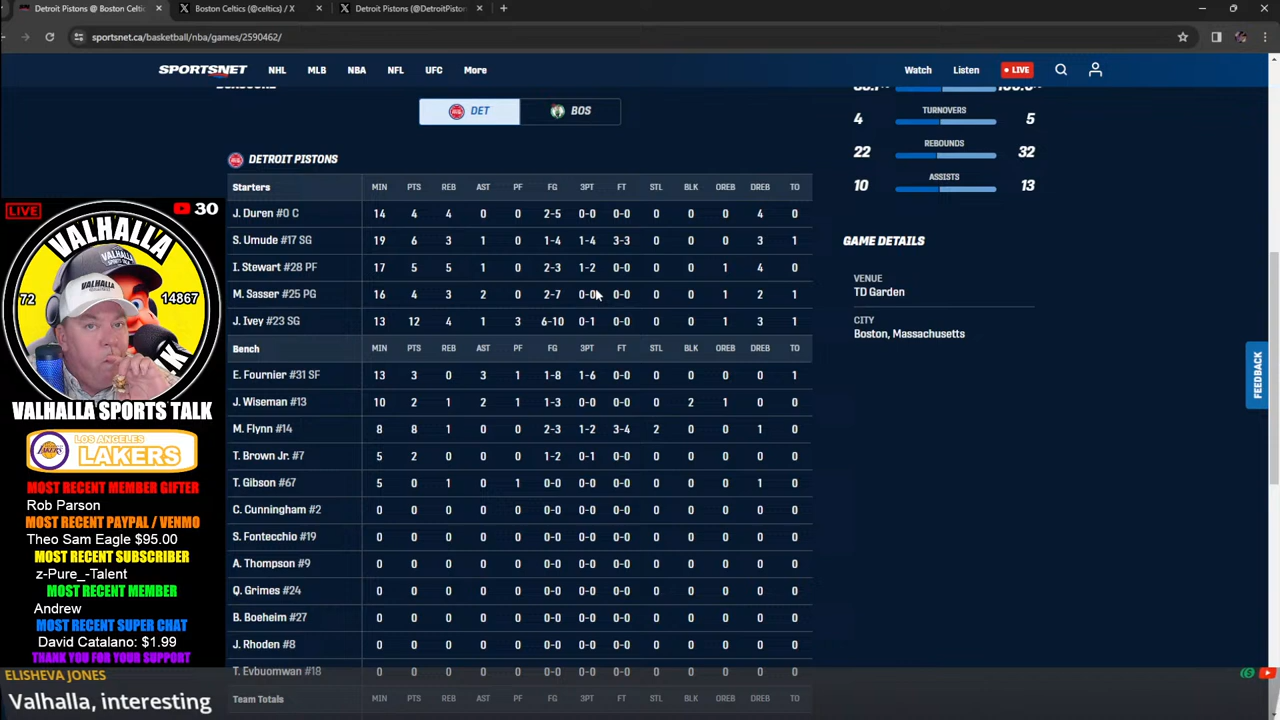 Detroit Pistons @ Boston Celtic
Boston Celtics (@celtics) / X
Detroit Pistons (@DetroitPiston
sportsnet.ca/basketball/nba/games/2590462/
SPORTSNET NHL MLB NBA NFL UFC More Watch Listen LIVE
DET BOS
DETROIT PISTONS
Starters MIN PTS REB AST PF FG 3PT FT STL BLK OREB DREB TO
J. Duren #0 C 14 4 4 0 0 2-5 0-0 0-0 0 0 0 4 0
S. Umude #17 SG 19 6 3 1 0 1-4 1-4 3-3 0 0 0 3 1
I. Stewart #28 PF 17 5 5 1 0 2-3 1-2 0-0 0 0 1 4 0
M. Sasser #25 PG 16 4 3 2 0 2-7 0-0 0-0 0 0 1 2 1
J. Ivey #23 SG 13 12 4 1 3 6-10 0-1 0-0 0 0 1 3 1
Bench
E. Fournier #31 SF 13 3 0 3 1 1-8 1-6 0-0 0 0 0 0 1
J. Wiseman #13 10 2 1 2 1 1-3 0-0 0-0 0 2 1 0 0
M. Flynn #14 8 8 1 0 0 2-3 1-2 3-4 2 0 0 1 0
T. Brown Jr. #7 5 2 0 0 0 1-2 0-1 0-0 0 0 0 0 0
T. Gibson #67 5 0 1 0 1 0-0 0-0 0-0 0 0 0 1 0
C. Cunningham #2 0 0 0 0 0 0-0 0-0 0-0 0 0 0 0 0
S. Fontecchio #19 0 0 0 0 0 0-0 0-0 0-0 0 0 0 0 0
A. Thompson #9 0 0 0 0 0 0-0 0-0 0-0 0 0 0 0 0
Q. Grimes #24 0 0 0 0 0 0-0 0-0 0-0 0 0 0 0 0
B. Boeheim #27 0 0 0 0 0 0-0 0-0 0-0 0 0 0 0 0
J. Rhoden #8 0 0 0 0 0 0-0 0-0 0-0 0 0 0 0 0
T. Evbuomwan #18 0 0 0 0 0 0-0 0-0 0-0 0 0 0 0 0
Team Totals MIN PTS REB AST PF FG 3PT FT STL BLK OREB DREB TO
4 TURNOVERS 5
22 REBOUNDS 32
10 ASSISTS 13
GAME DETAILS
VENUE
TD Garden
CITY
Boston, Massachusetts
FEEDBACK
LIVE 30
VALHALLA
VALHALLA
72 14867
TALK
VALHALLA SPORTS TALK
LOS ANGELES
LAKERS
MOST RECENT MEMBER GIFTER
Rob Parson
MOST RECENT PAYPAL / VENMO
Theo Sam Eagle $95.00
MOST RECENT SUBSCRIBER
z-Pure_-Talent
MOST RECENT MEMBER
Andrew
MOST RECENT SUPER CHAT
David Catalano: $1.99
THANK YOU FOR YOUR SUPPORT
ELISHEVA JONES
Valhalla, interesting